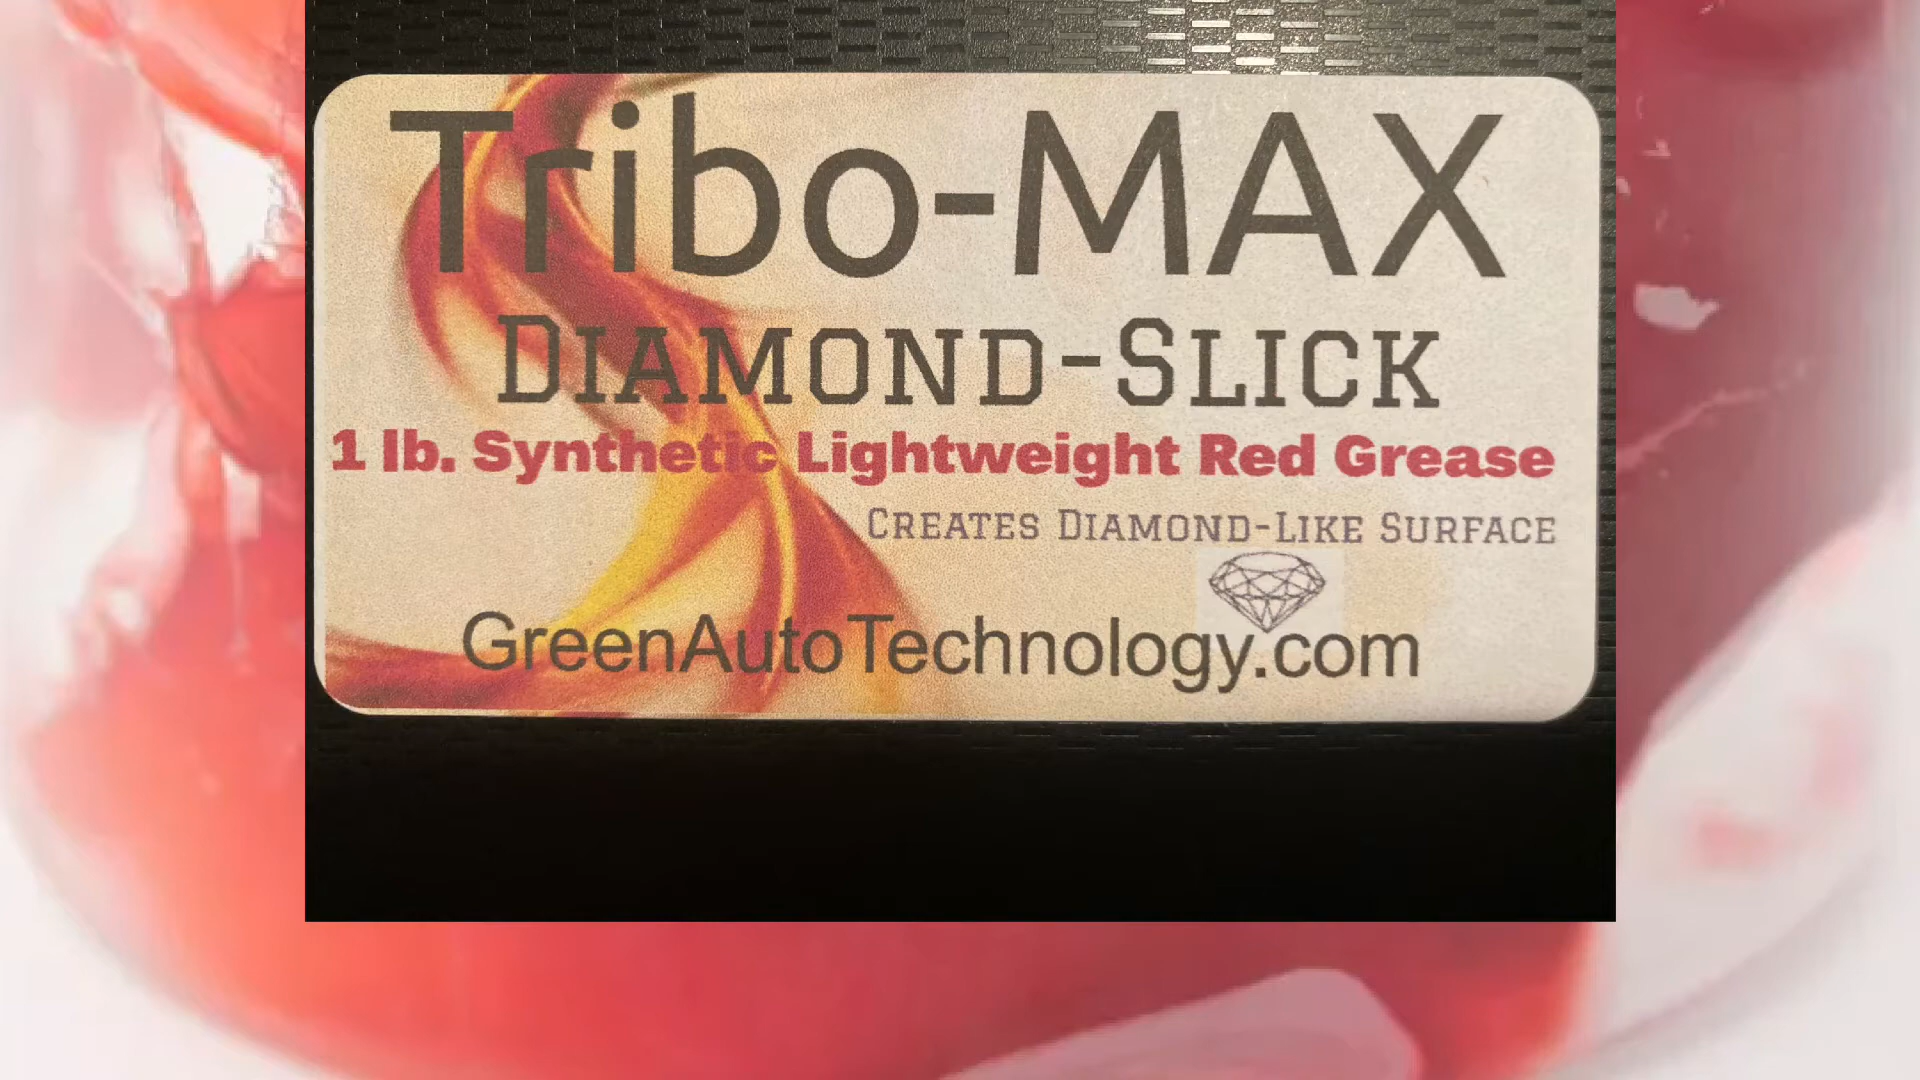 Tribo-MAX
Diamond-Slick
1 lb. Synthetic Lightweight Red Grease
Creates Diamond-Like Surface
GreenAutoTechnology.com